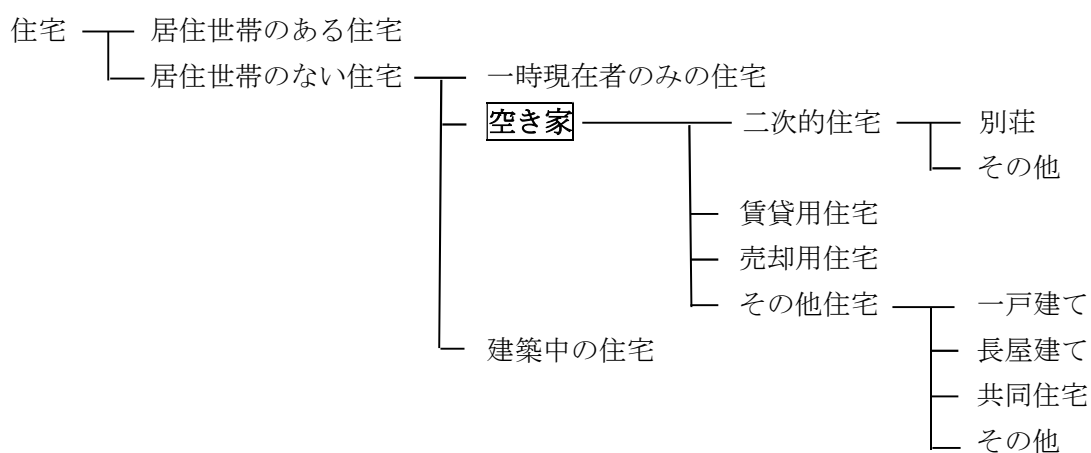 住宅 居住世帯のある住宅
居住世帯のない住宅 一時現在者のみの住宅
空き家 二次的住宅 別荘
その他
賃貸用住宅
売却用住宅
その他住宅 一戸建て
建築中の住宅 長屋建て
共同住宅
その他